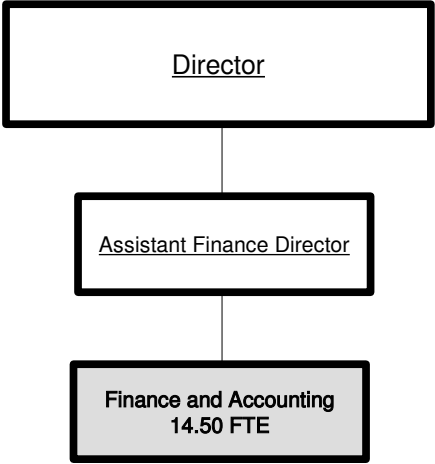 Director
Assistant Finance Director
Finance and Accounting
14.50 FTE